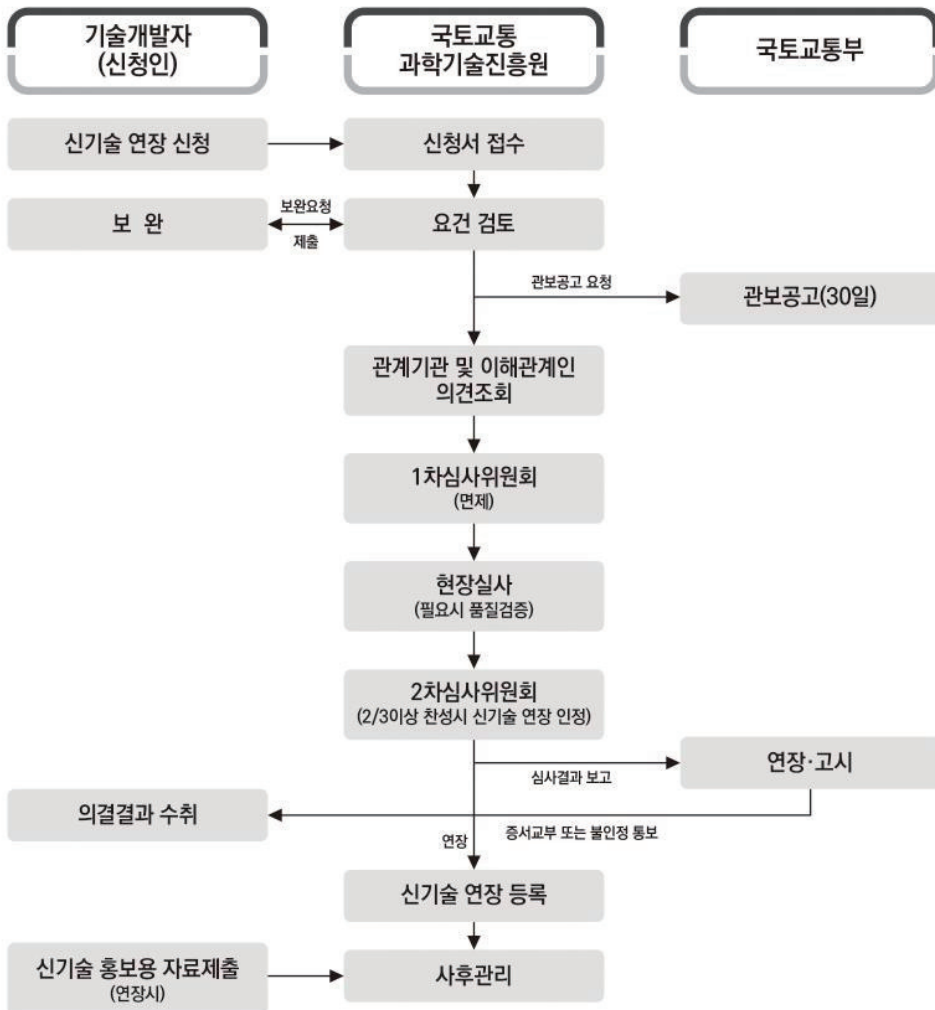 기술개발자
(신청인)
국토교통
과학기술진흥원
국토교통부
신기술 연장 신청
신청서 접수
보 완
보완요청
제출
요건 검토
관보공고 요청
관보공고(30일)
관계기관 및 이해관계인
의견조회
1차심사위원회
(면제)
현장실사
(필요시 품질검증)
2차심사위원회
(2/3이상 찬성시 신기술 연장 인정)
심사결과 보고
연장·고시
의결결과 수취
연장
증서교부 또는 불인정 통보
신기술 연장 등록
신기술 홍보용 자료제출
(연장시)
사후관리